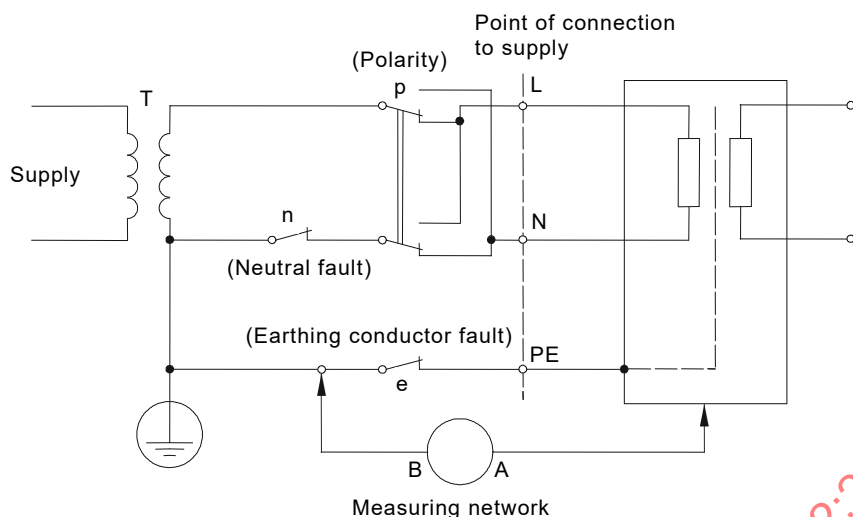 Point of connection
to supply
(Polarity)
T
p
L
Supply
n
N
(Neutral fault)
(Earthing conductor fault)
PE
e
B
A
Measuring network